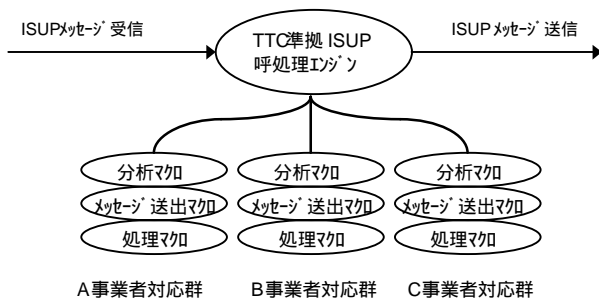 ISUPﾒｯｾｰｼﾞ受信
TTC準拠 ISUP
呼処理ｴﾝｼﾞﾝ
ISUPﾒｯｾｰｼﾞ送信
分析ﾏｸﾛ
分析ﾏｸﾛ
分析ﾏｸﾛ
ﾒｯｾｰｼﾞ送出ﾏｸﾛ
ﾒｯｾｰｼﾞ送出ﾏｸﾛ
ﾒｯｾｰｼﾞ送出ﾏｸﾛ
処理ﾏｸﾛ
処理ﾏｸﾛ
処理ﾏｸﾛ
A事業者対応群
B事業者対応群
C事業者対応群